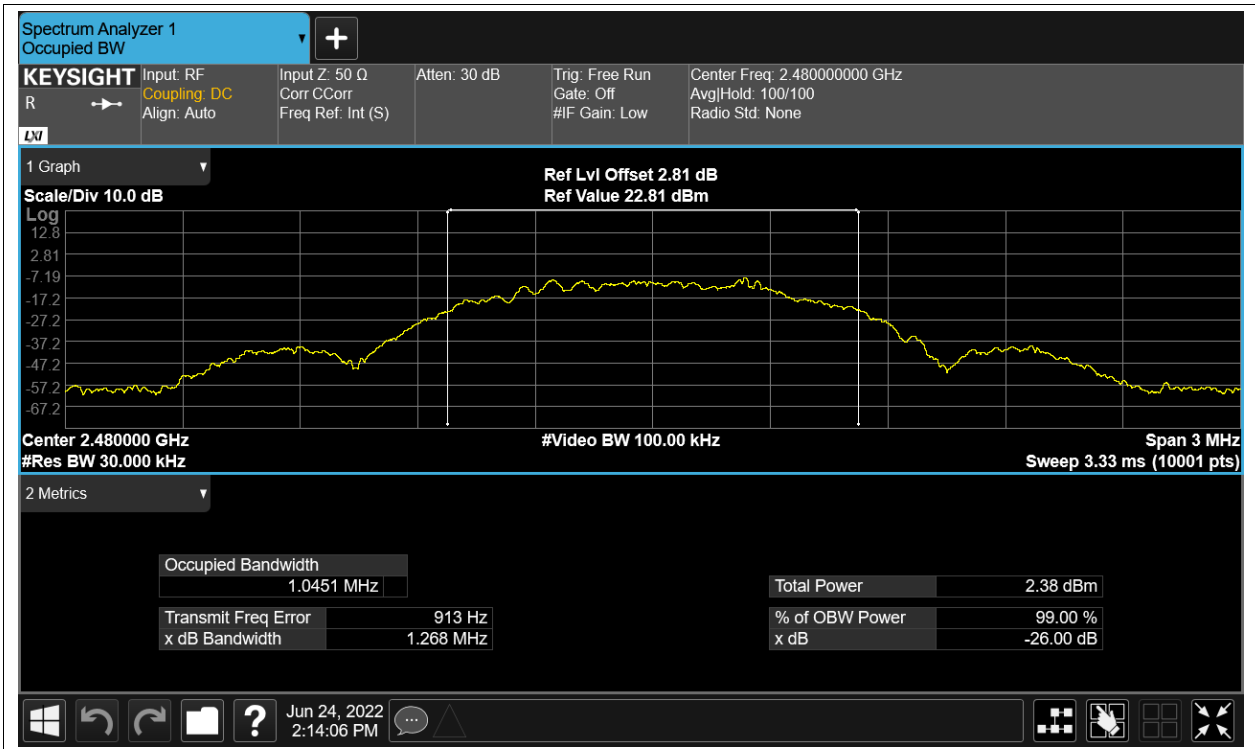 Spectrum Analyzer 1
Occupied BW
KEYSIGHT
R
LXI
Input: RF
Coupling: DC
Align: Auto
Input Z: 50 Ω
Corr CCorr
Freq Ref: Int (S)
Atten: 30 dB
Trig: Free Run
Gate: Off
#IF Gain: Low
Center Freq: 2.480000000 GHz
Avg|Hold: 100/100
Radio Std: None
1 Graph
Scale/Div 10.0 dB
Ref Lvl Offset 2.81 dB
Ref Value 22.81 dBm
Log
12.8
2.81
-7.19
-17.2
-27.2
-37.2
-47.2
-57.2
-67.2
Center 2.480000 GHz
#Res BW 30.000 kHz
#Video BW 100.00 kHz
Span 3 MHz
Sweep 3.33 ms (10001 pts)
2 Metrics
Occupied Bandwidth
1.0451 MHz
Transmit Freq Error 913 Hz
x dB Bandwidth 1.268 MHz
Total Power 2.38 dBm
% of OBW Power 99.00 %
x dB -26.00 dB
Jun 24, 2022
2:14:06 PM